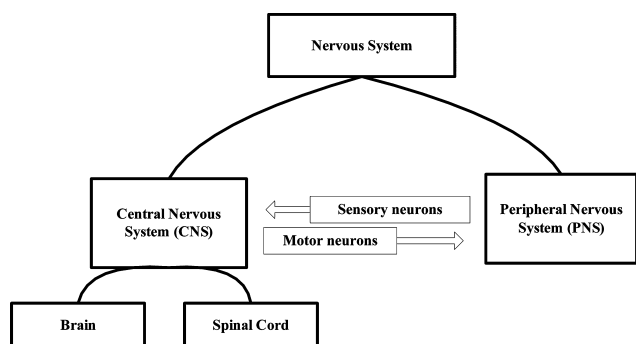 Nervous System
Central Nervous
System (CNS)
Sensory neurons
Motor neurons
Peripheral Nervous
System (PNS)
Brain
Spinal Cord